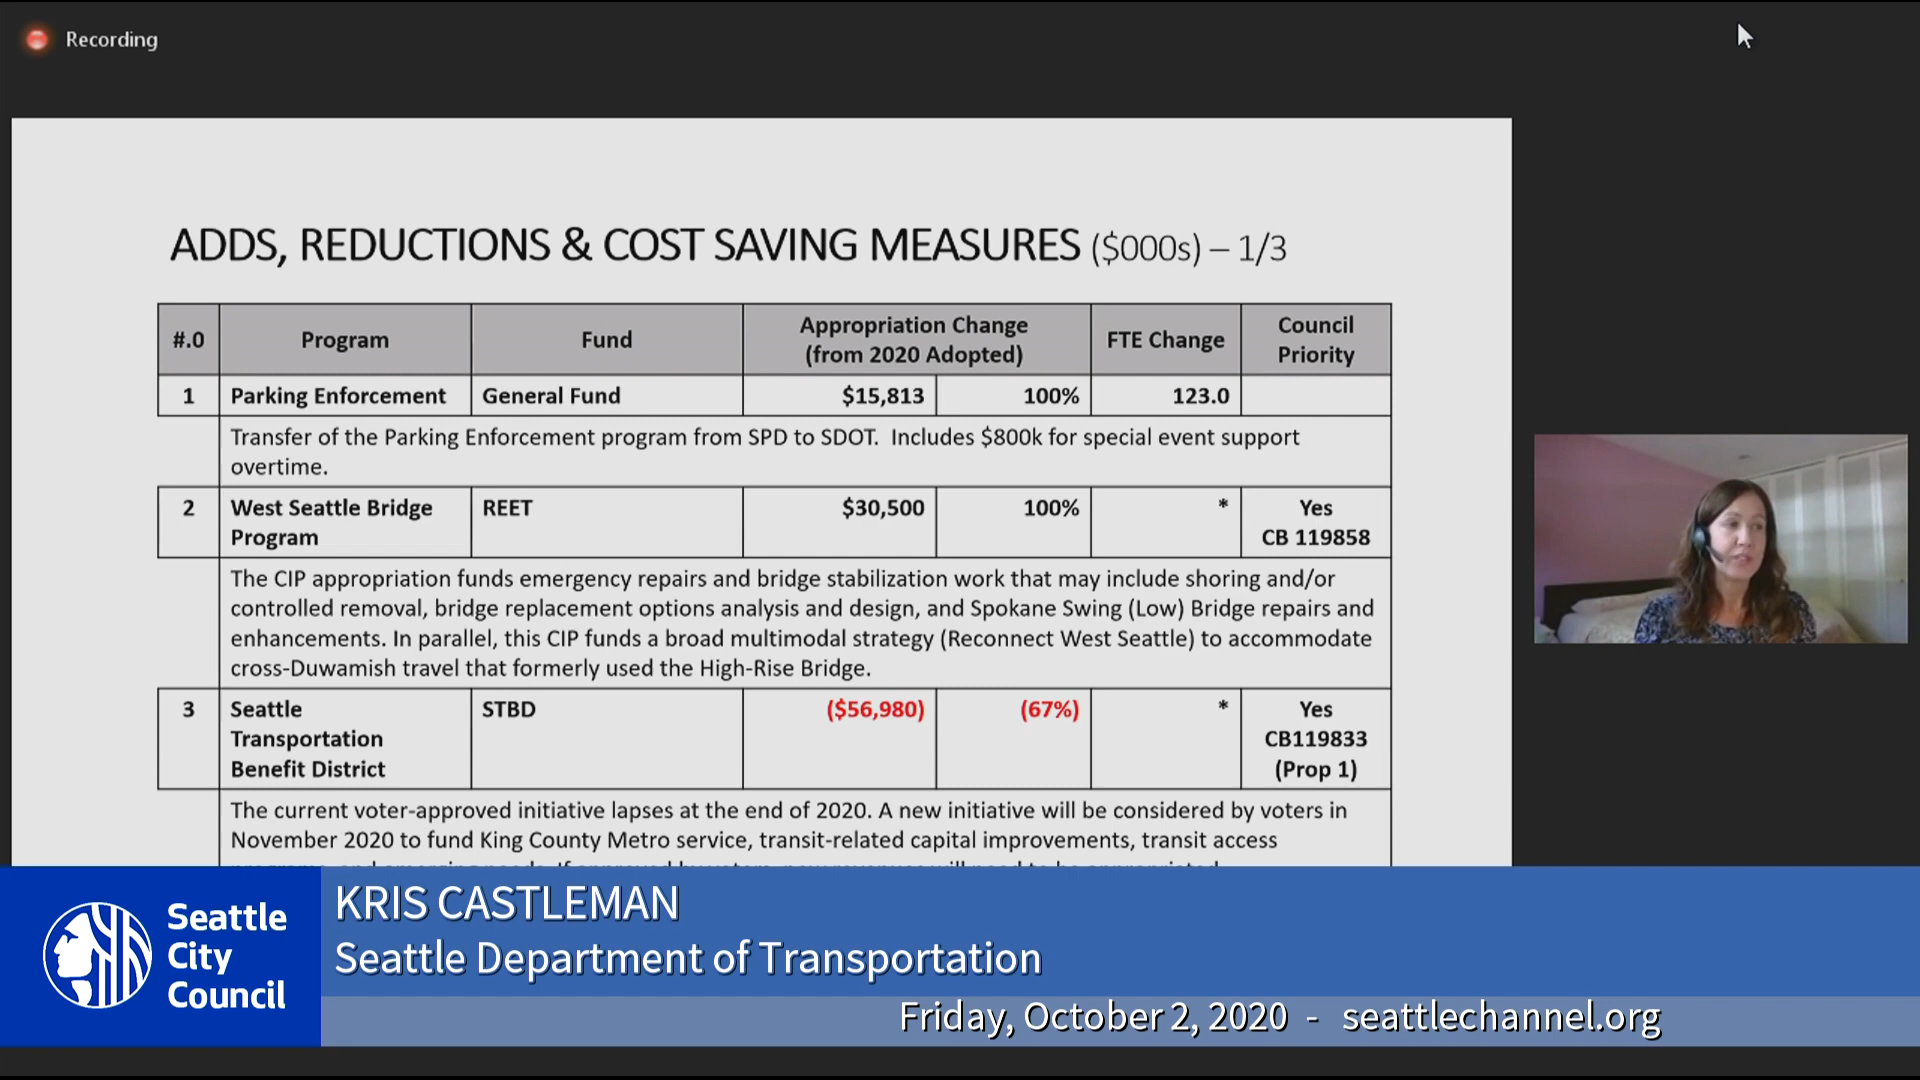 Recording
ADDS, REDUCTIONS & COST SAVING MEASURES ($000s) – 1/3
#.0 Program Fund Appropriation Change (from 2020 Adopted) FTE Change Council Priority
1 Parking Enforcement General Fund $15,813 100% 123.0
Transfer of the Parking Enforcement program from SPD to SDOT. Includes $800k for special event support
overtime.
2 West Seattle Bridge Program REET $30,500 100% * Yes CB 119858
The CIP appropriation funds emergency repairs and bridge stabilization work that may include shoring and/or
controlled removal, bridge replacement options analysis and design, and Spokane Swing (Low) Bridge repairs and
enhancements. In parallel, this CIP funds a broad multimodal strategy (Reconnect West Seattle) to accommodate
cross-Duwamish travel that formerly used the High-Rise Bridge.
3 Seattle Transportation Benefit District STBD ($56,980) (67%) * Yes CB119833 (Prop 1)
The current voter-approved initiative lapses at the end of 2020. A new initiative will be considered by voters in
November 2020 to fund King County Metro service, transit-related capital improvements, transit access
Seattle
City
Council
KRIS CASTLEMAN
Seattle Department of Transportation
Friday, October 2, 2020 - seattlechannel.org